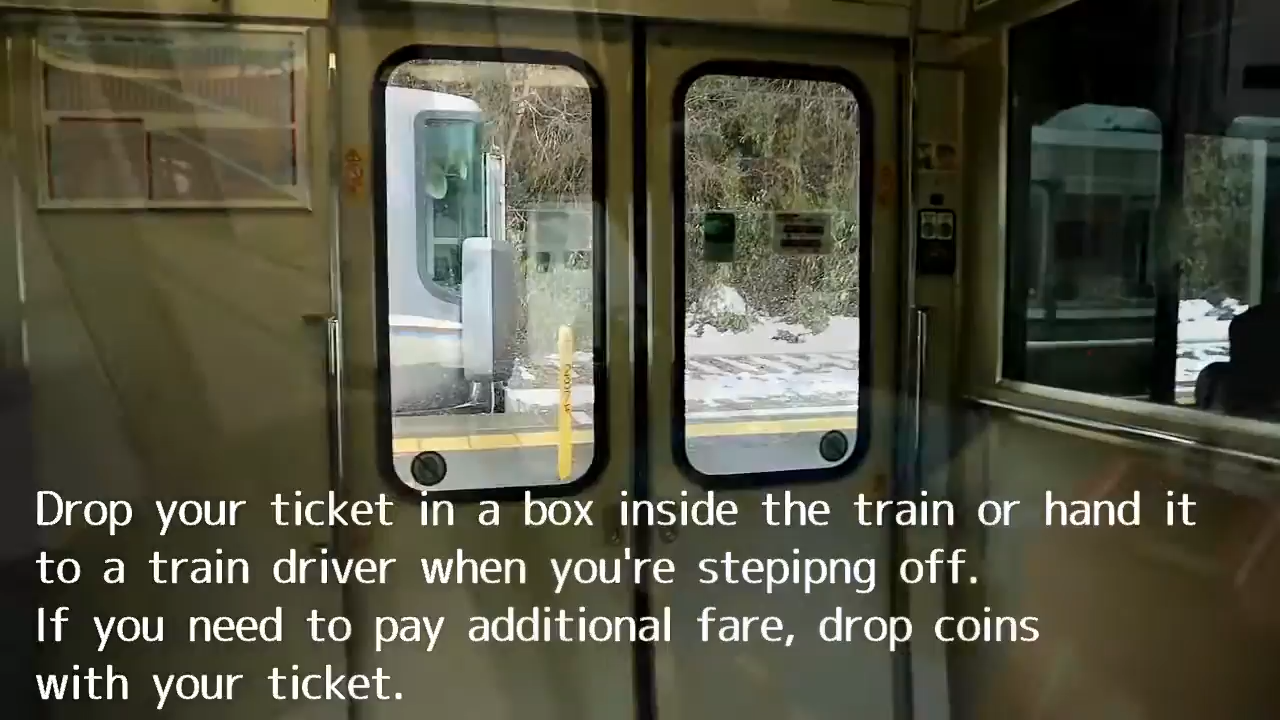 Drop your ticket in a box inside the train or hand it
to a train driver when you're stepipng off.
If you need to pay additional fare, drop coins
with your ticket.